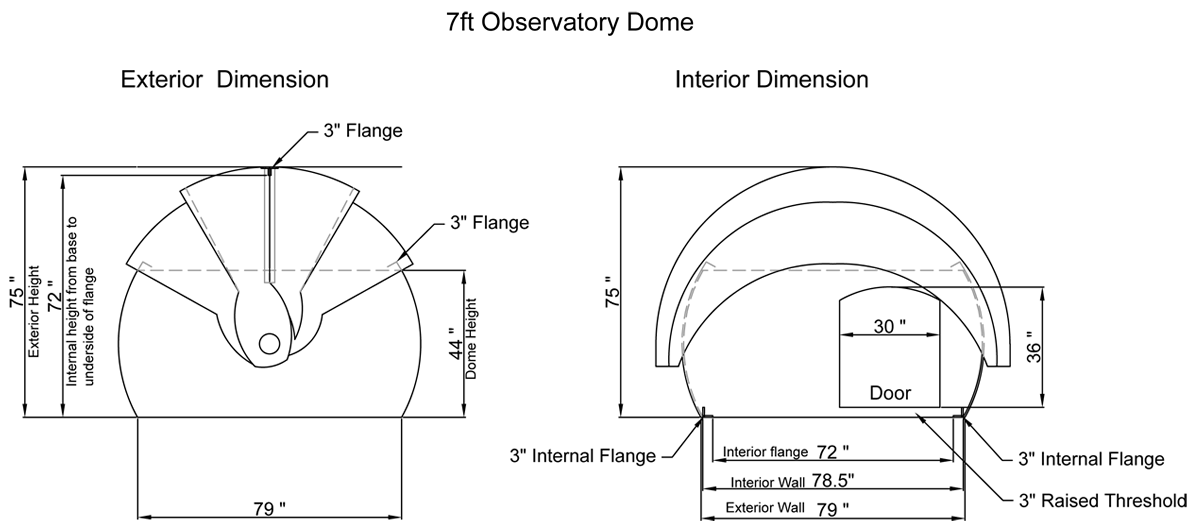 7ft Observatory Dome
Exterior Dimension
3" Flange
3" Flange
75 "
Exterior Height
72 "
Internal height from base to
underside of flange
44 "
Dome Height
79 "
Interior Dimension
75 "
30 "
36 "
Door
3" Internal Flange
Interior flange 72 "
3" Internal Flange
Interior Wall 78.5"
3" Raised Threshold
Exterior Wall 79 "